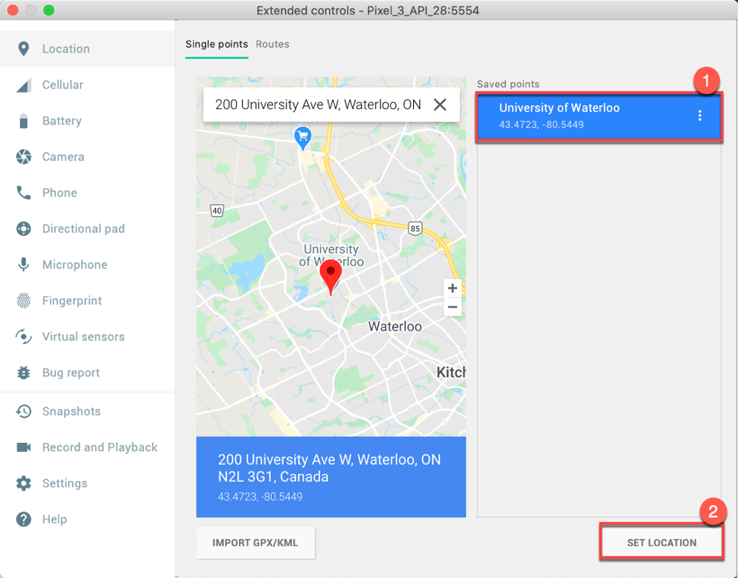 Extended controls - Pixel_3_API_28:5554
Location
Cellular
Battery
Camera
Phone
Directional pad
Microphone
Fingerprint
Virtual sensors
Bug report
Snapshots
Record and Playback
Settings
Help
Single points
Routes
200 University Ave W, Waterloo, ON
40
85
University
of Waterloo
+
−
Waterloo
Kitch
200 University Ave W, Waterloo, ON
N2L 3G1, Canada
43.4723, -80.5449
IMPORT GPX/KML
Saved points
1
University of Waterloo
43.4723, -80.5449
2
SET LOCATION